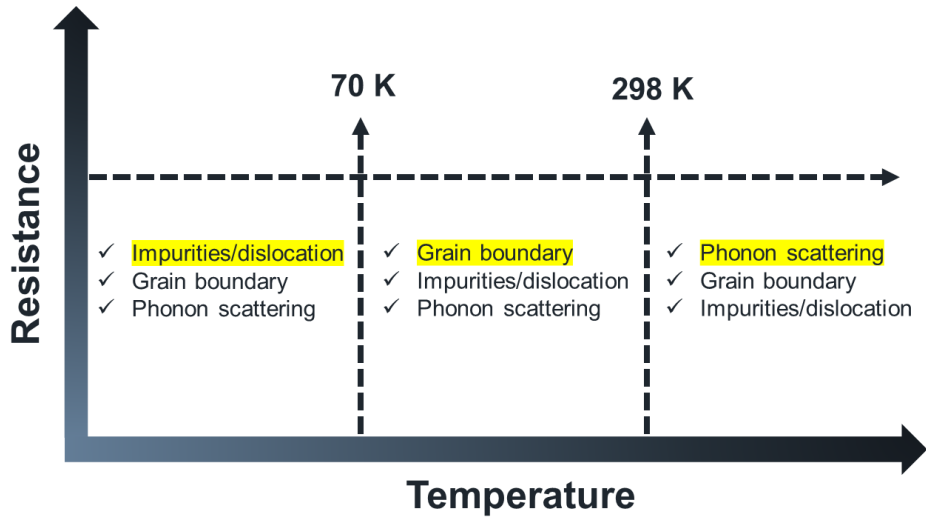 70 K
298 K
Resistance
✓ Impurities/dislocation
✓ Grain boundary
✓ Phonon scattering
✓ Grain boundary
✓ Impurities/dislocation
✓ Phonon scattering
✓ Phonon scattering
✓ Grain boundary
✓ Impurities/dislocation
Temperature